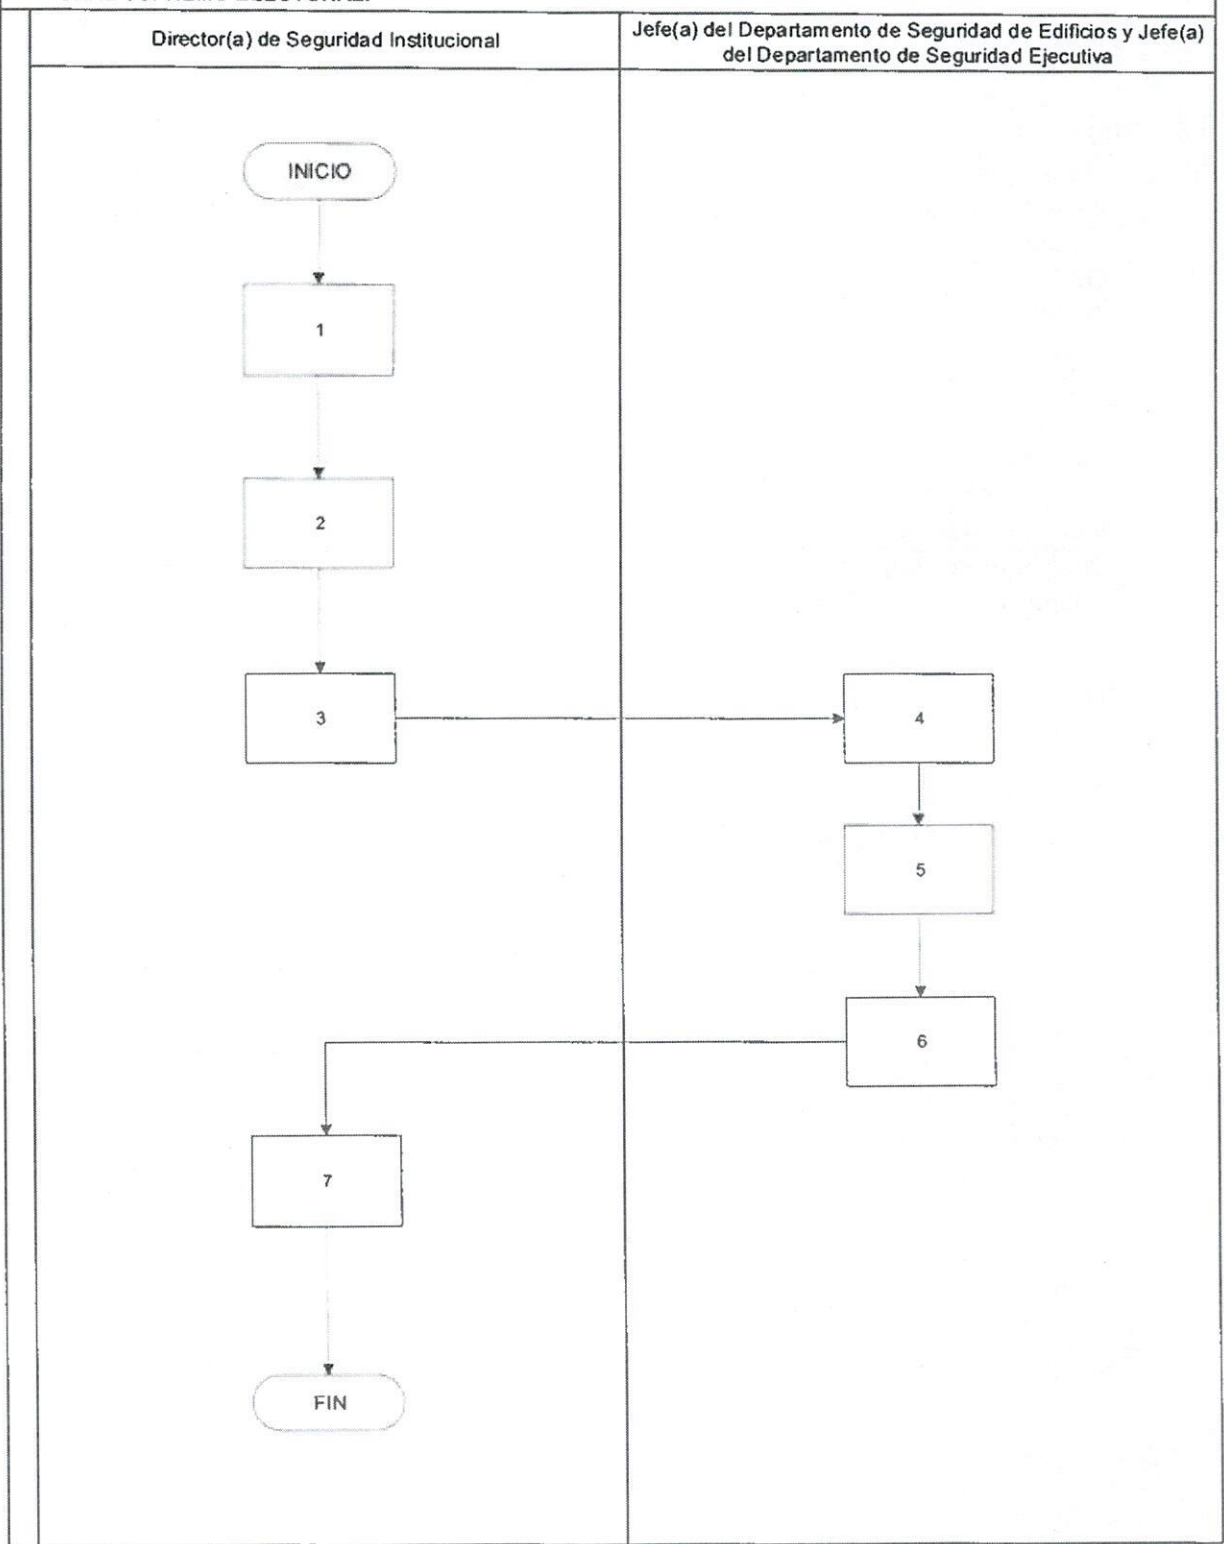 Director(a) de Seguridad Institucional
Jefe(a) del Departamento de Seguridad de Edificios y Jefe(a)
del Departamento de Seguridad Ejecutiva
INICIO
1
2
3
4
5
6
7
FIN